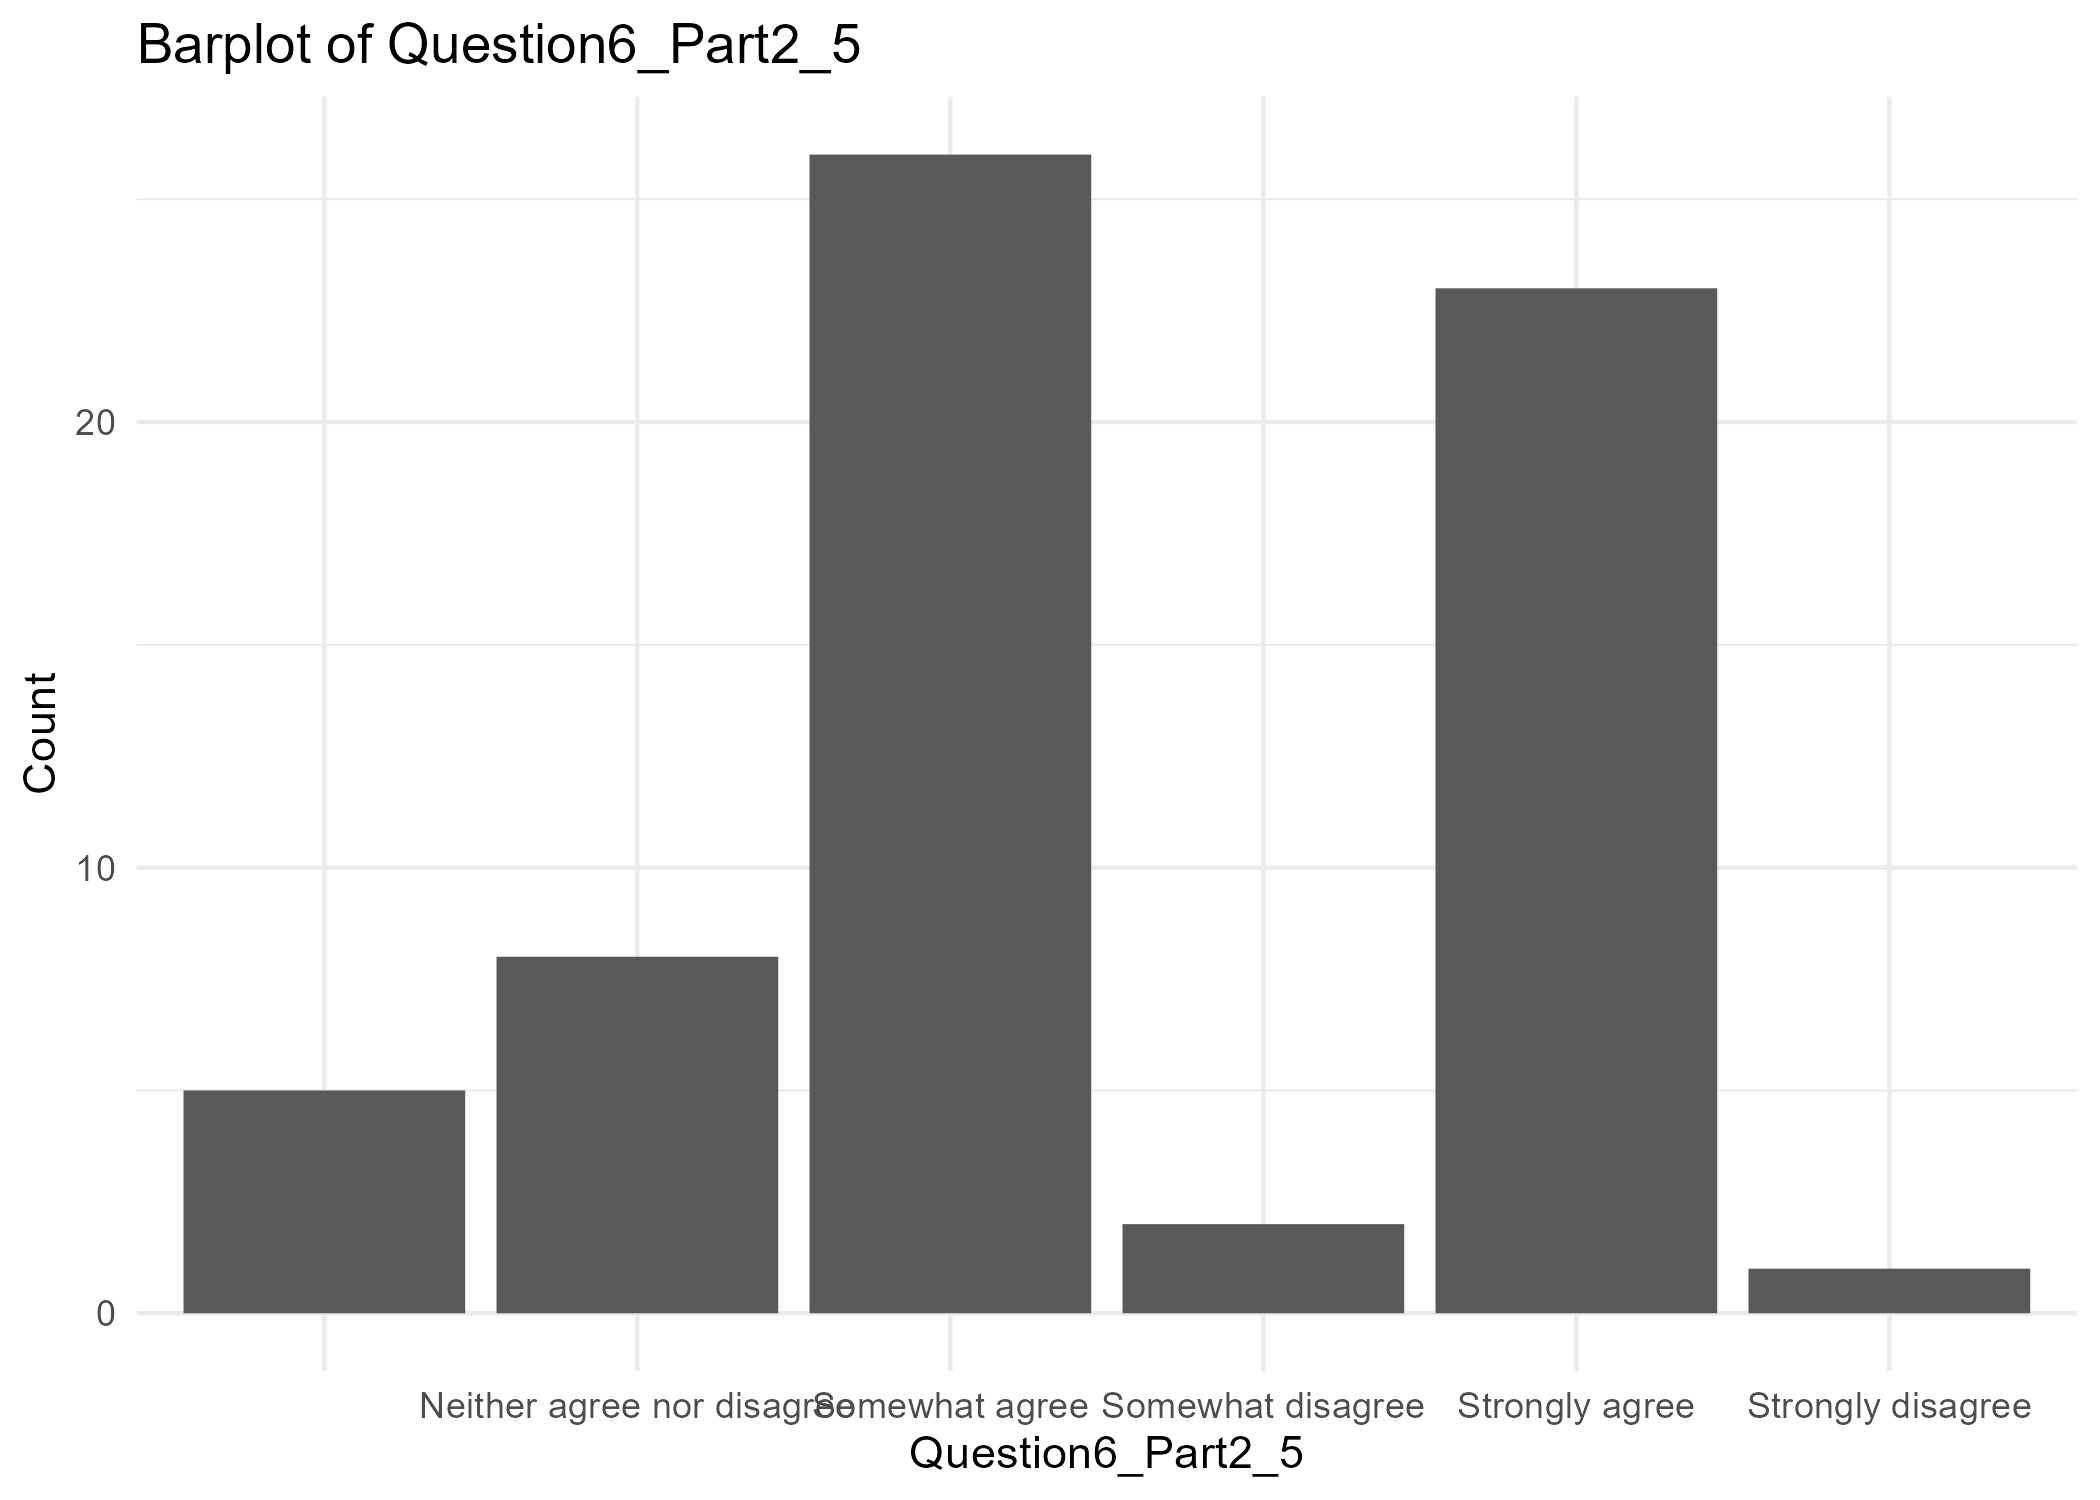 Barplot of Question6_Part2_5
Count
20
10
0
Neither agree nor disagree Somewhat agree Somewhat disagree Strongly agree Strongly disagree
Question6_Part2_5